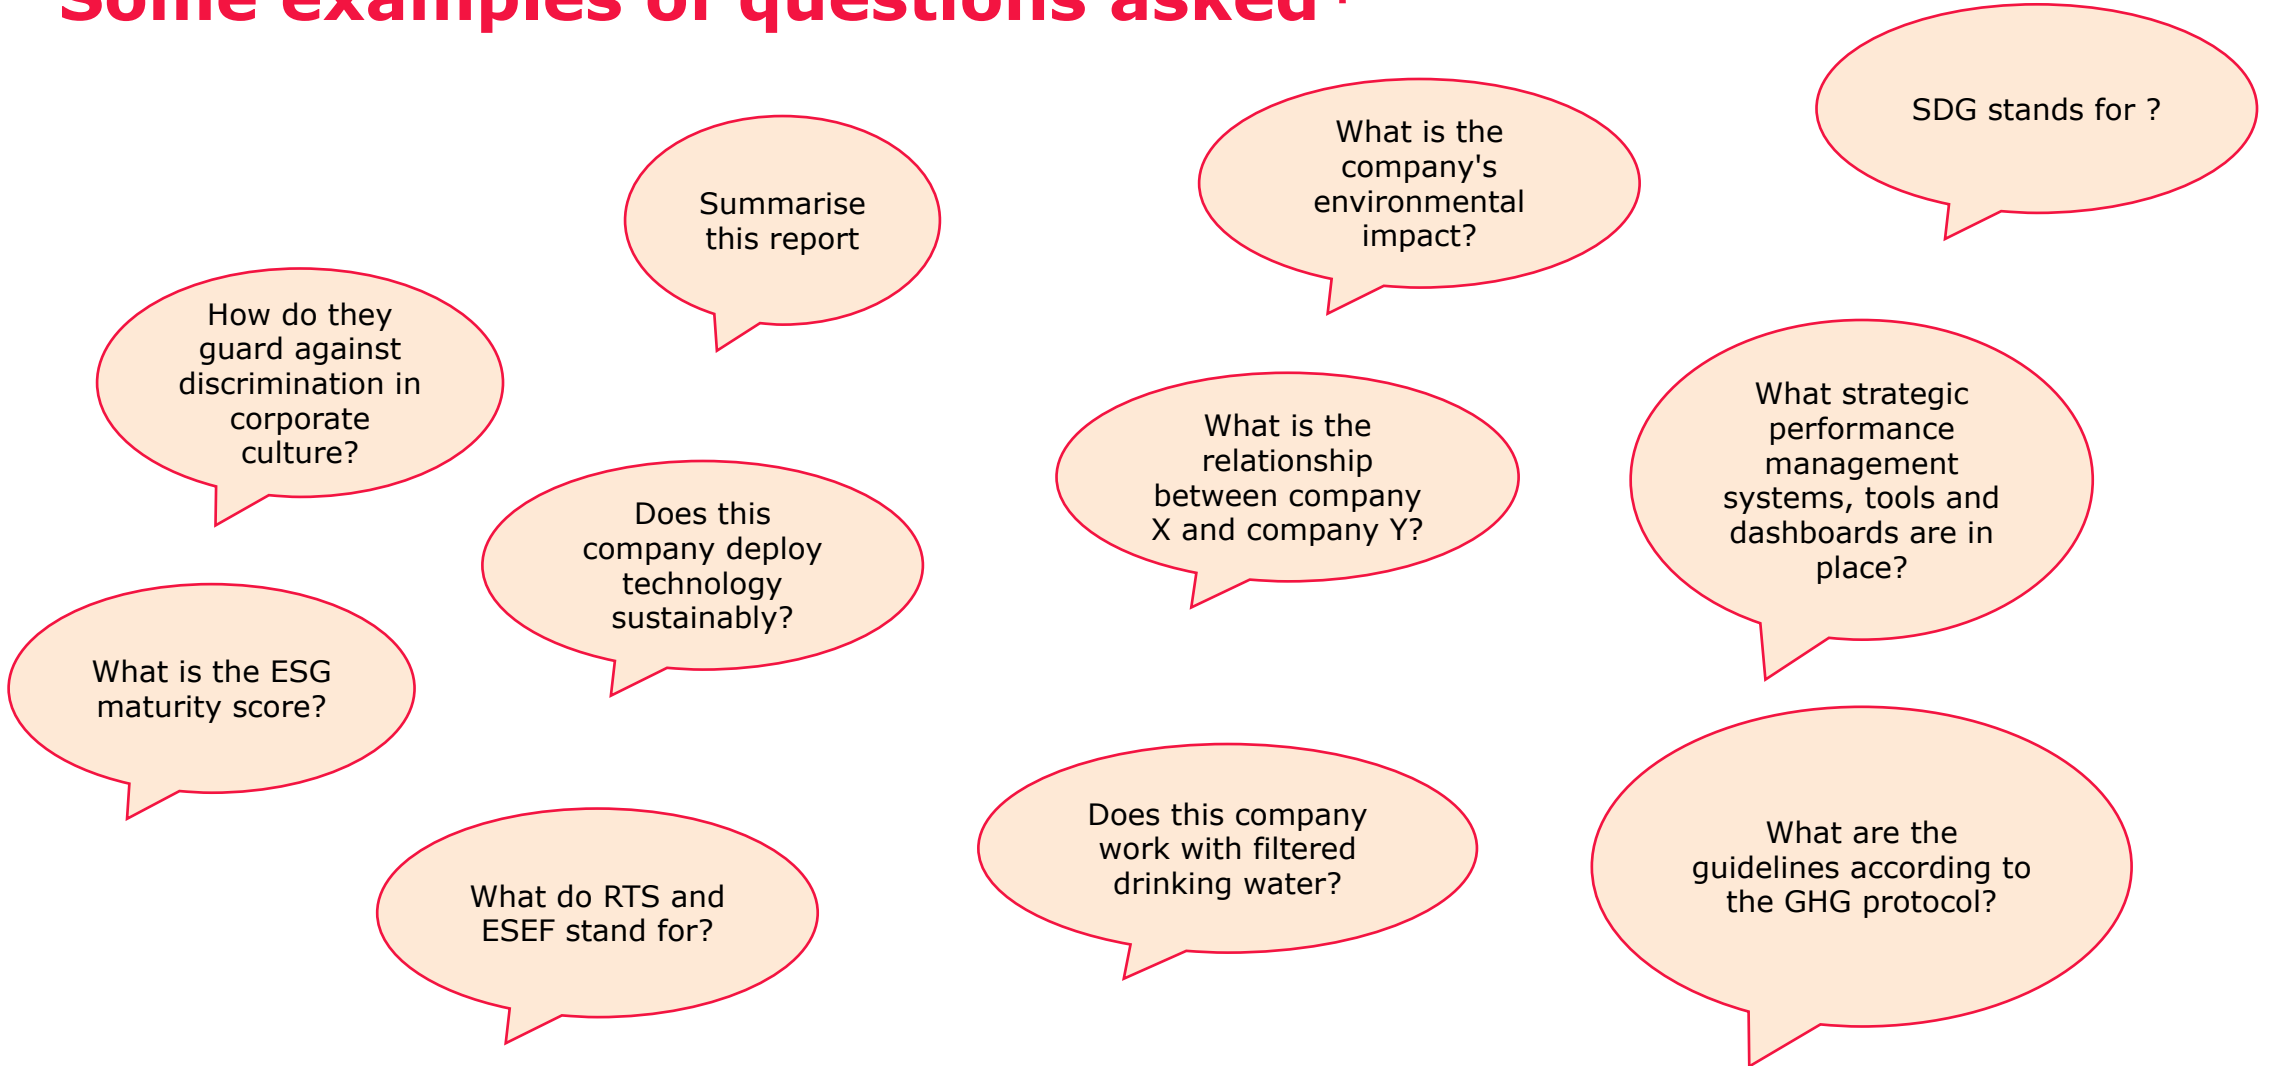 Some examples of questions asked*
SDG stands for ?
What is the
company's
environmental
impact?
Summarise
this report
How do they
guard against
discrimination in
corporate
culture?
What is the
relationship
between company
X and company Y?
What strategic
performance
management
systems, tools and
dashboards are in
place?
Does this
company deploy
technology
sustainably?
What is the ESG
maturity score?
Does this company
work with filtered
drinking water?
What are the
guidelines according to
the GHG protocol?
What do RTS and
ESEF stand for?